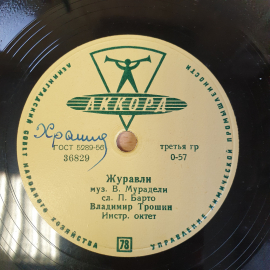 ЛЕНИНГРАДСКИЙ СОВЕТ НАРОДНОГО ХОЗЯЙСТВА
УПРАВЛЕНИЕ ХИМИЧЕСКОЙ ПРОМЫШЛЕННОСТИ
АККОРД
ГОСТ 5289-56
36829
третья гр
0-57
Журавли
муз. В. Мурадели
сл. П. Барто
Владимир Трошин
Инстр. октет
78